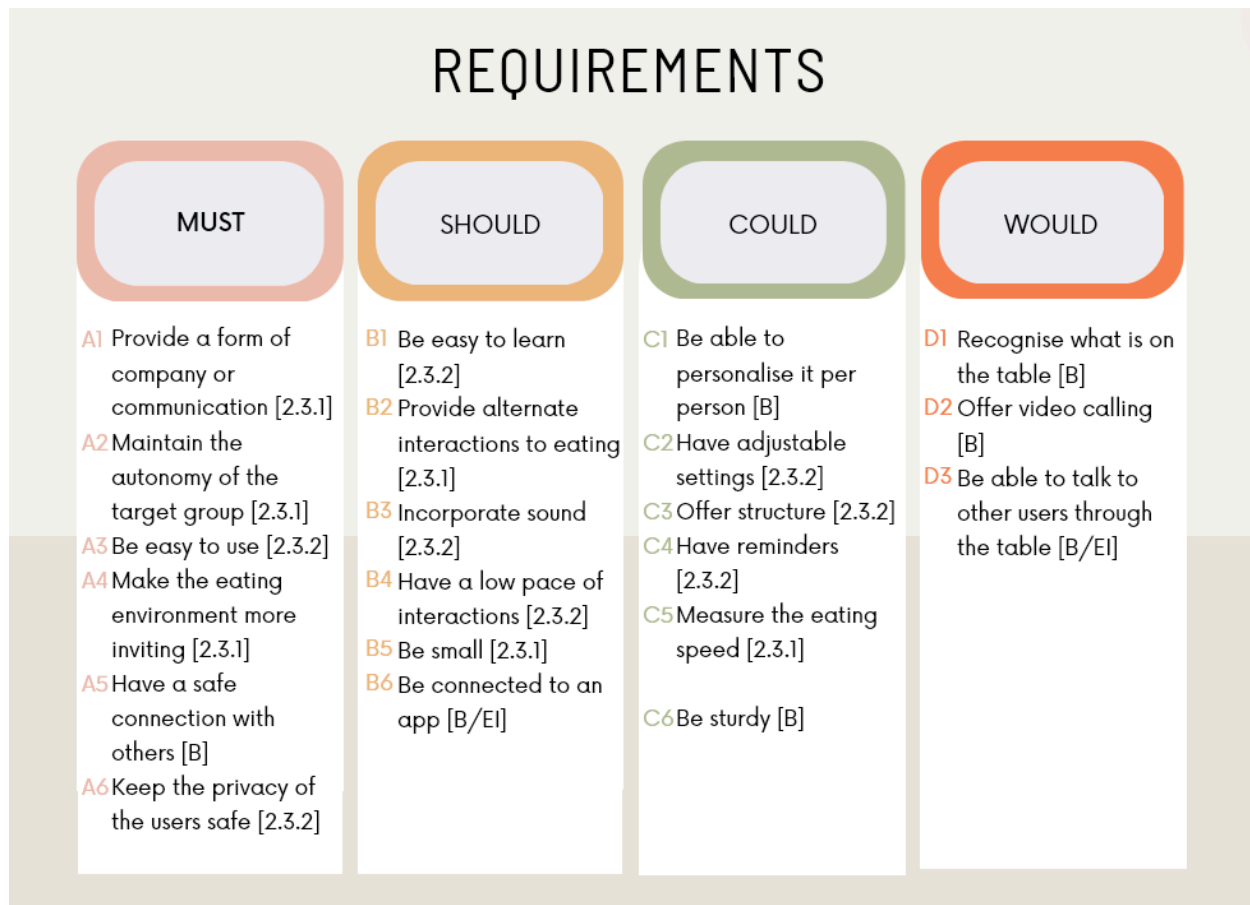 REQUIREMENTS
MUST
A1 Provide a form of
company or
communication [2.3.1]
A2 Maintain the
autonomy of the
target group [2.3.1]
A3 Be easy to use [2.3.2]
A4 Make the eating
environment more
inviting [2.3.1]
A5 Have a safe
connection with
others [B]
A6 Keep the privacy of
the users safe [2.3.2]
SHOULD
B1 Be easy to learn
[2.3.2]
B2 Provide alternate
interactions to eating
[2.3.1]
B3 Incorporate sound
[2.3.2]
B4 Have a low pace of
interactions [2.3.2]
B5 Be small [2.3.1]
B6 Be connected to an
app [B/EI]
COULD
C1 Be able to
personalise it per
person [B]
C2 Have adjustable
settings [2.3.2]
C3 Offer structure [2.3.2]
C4 Have reminders
[2.3.2]
C5 Measure the eating
speed [2.3.1]
C6 Be sturdy [B]
WOULD
D1 Recognise what is on
the table [B]
D2 Offer video calling
[B]
D3 Be able to talk to
other users through
the table [B/EI]